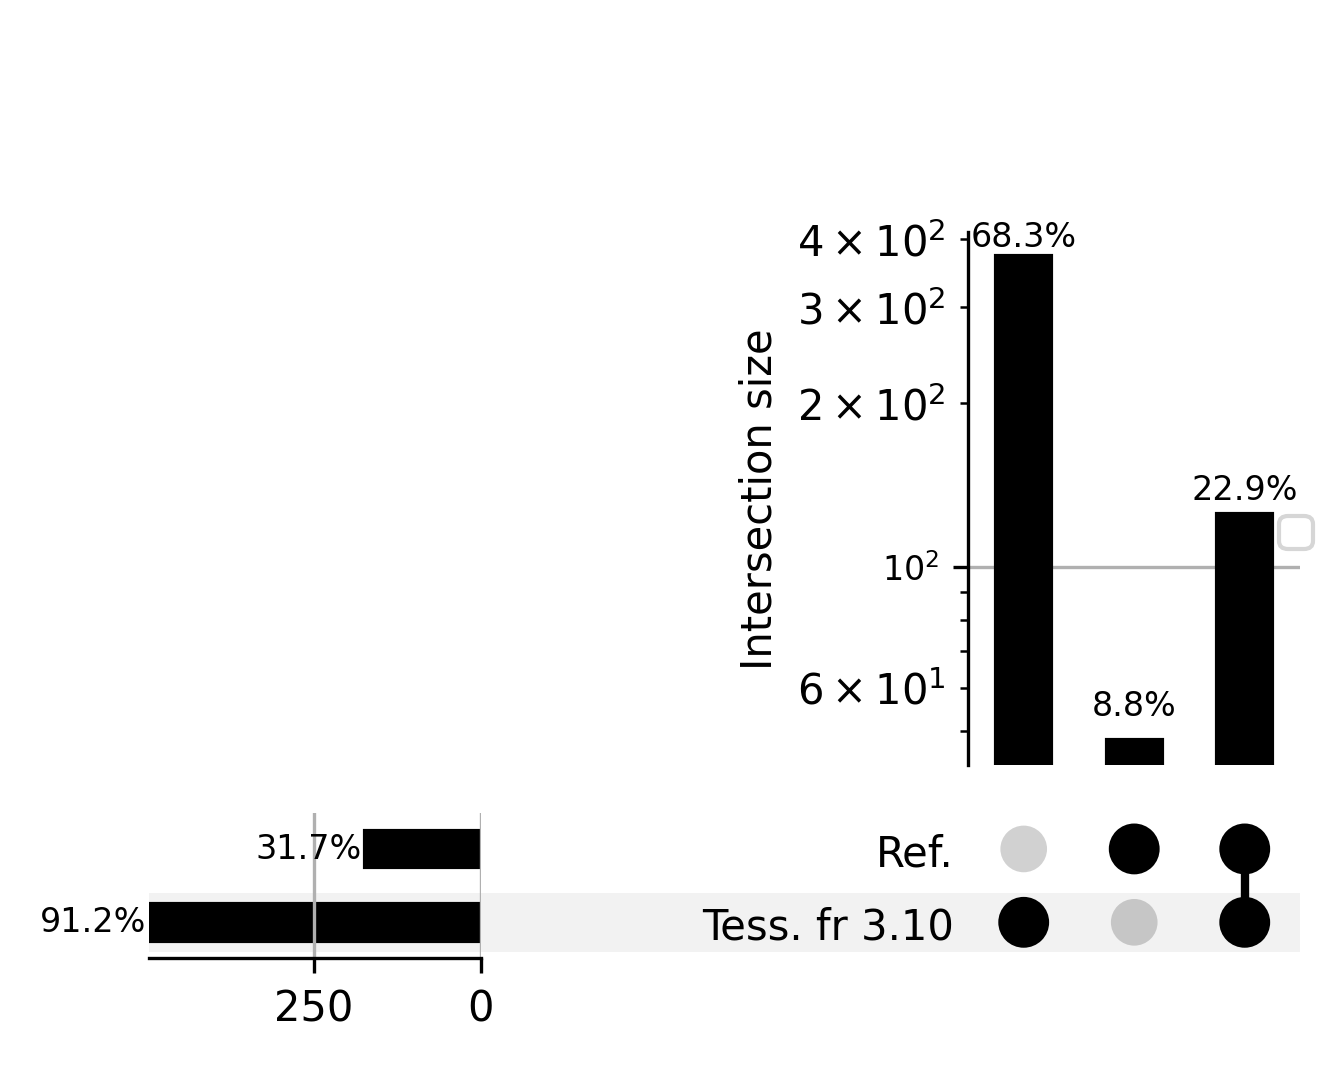 4 × 10²
68.3%
3 × 10²
2 × 10²
Intersection size
22.9%
10²
6 × 10¹
8.8%
31.7%
Ref.
91.2%
Tess. fr 3.10
250
0